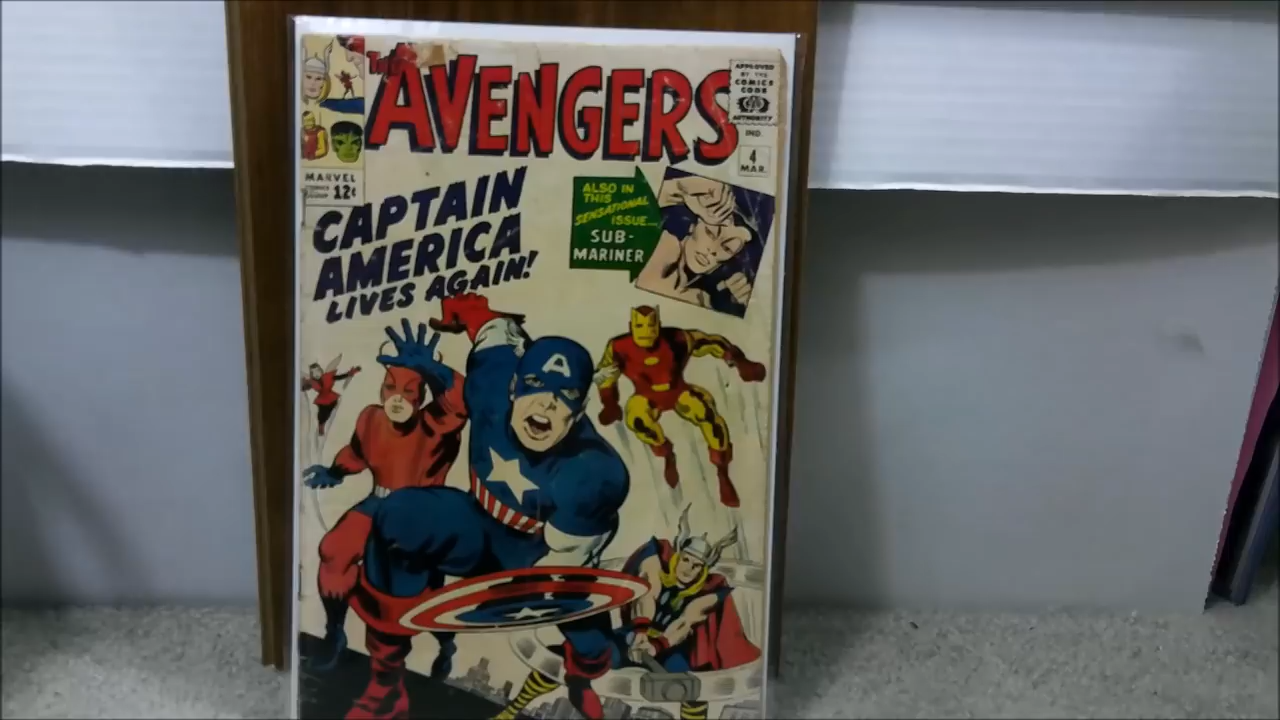 THE AVENGERS
APPROVED
BY THE
COMICS
CODE
AUTHORITY
IND.
4
MAR.
MARVEL
COMICS
GROUP 12¢
CAPTAIN
AMERICA
LIVES AGAIN!
ALSO IN
THIS
SENSATIONAL
ISSUE...
SUB-
MARINER
A